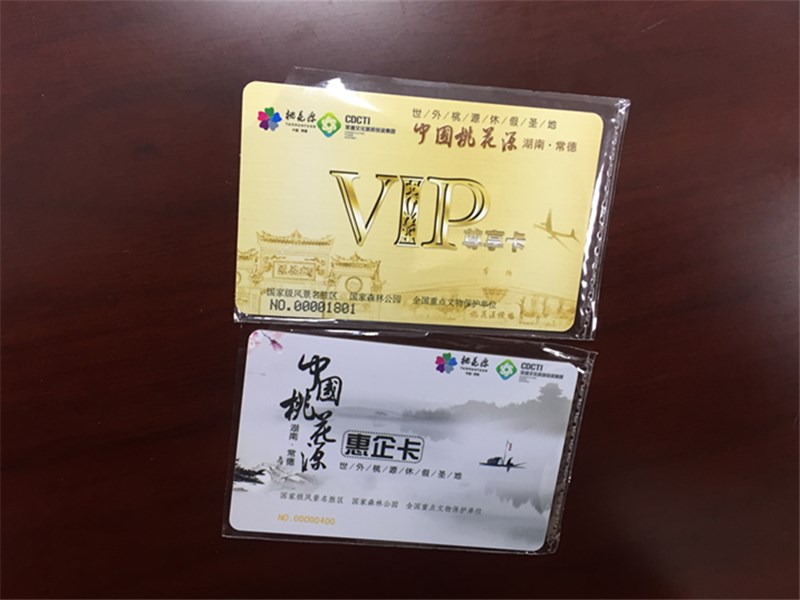 桃花源
TAOHUAYUAN
CDCTI
世/外/桃/源/休/假/圣/地
中國桃花源 湖南·常德
VIP
尊享卡
国家级风景名胜区 国家森林公园 全国重点文物保护单位
NO.00001801
桃花源
TAOHUAYUAN
CDCTI
中國桃花源
湖南·常德
惠企卡
世/外/桃/源/休/假/圣/地
国家级风景名胜区 国家森林公园 全国重点文物保护单位
NO.00000400